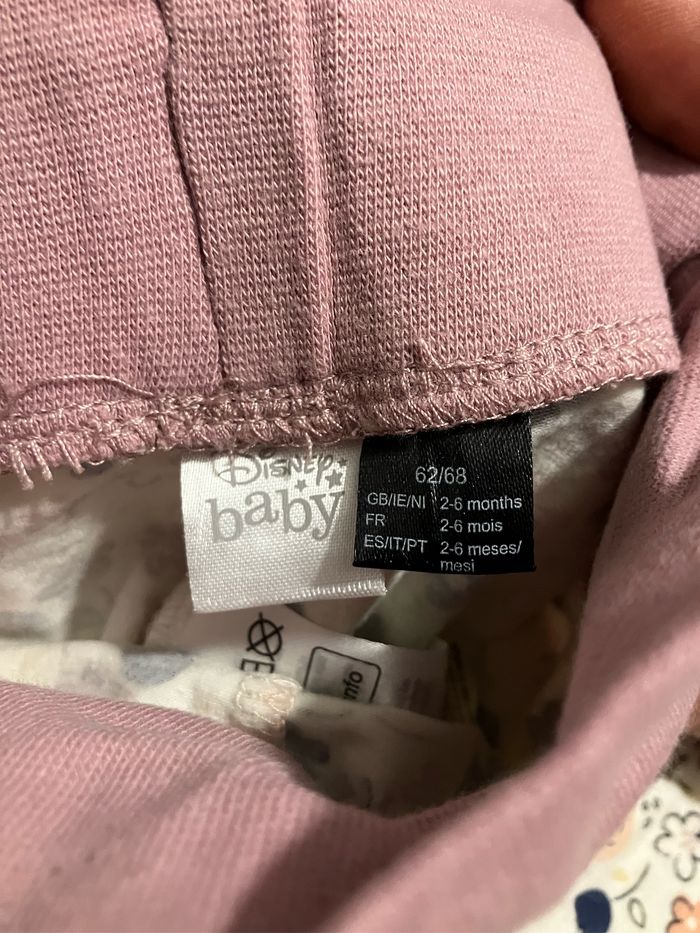 Disney
baby
62/68
GB/IE/NI 2-6 months
FR 2-6 mois
ES/IT/PT 2-6 meses/
mesi
info